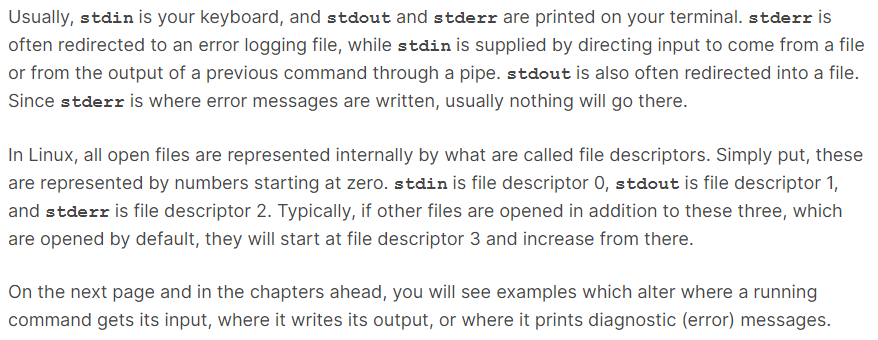 Usually, stdin is your keyboard, and stdout and stderr are printed on your terminal. stderr is
often redirected to an error logging file, while stdin is supplied by directing input to come from a file
or from the output of a previous command through a pipe. stdout is also often redirected into a file.
Since stderr is where error messages are written, usually nothing will go there.
In Linux, all open files are represented internally by what are called file descriptors. Simply put, these
are represented by numbers starting at zero. stdin is file descriptor 0, stdout is file descriptor 1,
and stderr is file descriptor 2. Typically, if other files are opened in addition to these three, which
are opened by default, they will start at file descriptor 3 and increase from there.
On the next page and in the chapters ahead, you will see examples which alter where a running
command gets its input, where it writes its output, or where it prints diagnostic (error) messages.